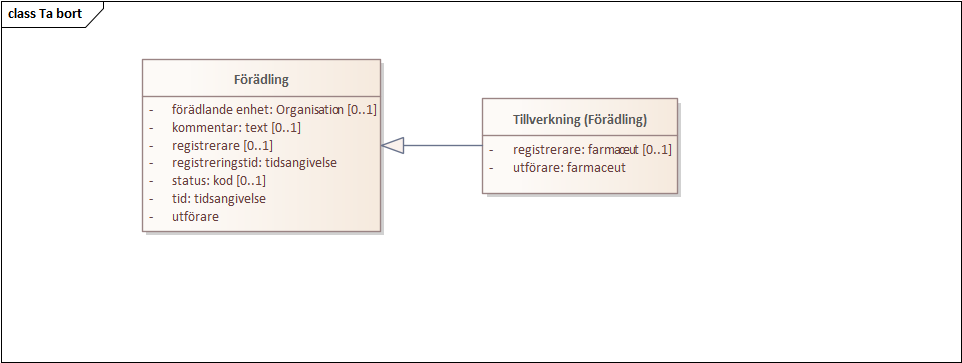 class Ta bort
Förädling
- förädlande enhet: Organisation [0..1]
- kommentar: text [0..1]
- registrerare [0..1]
- registreringstid: tidsangivelse
- status: kod [0..1]
- tid: tidsangivelse
- utförare
Tillverkning (Förädling)
- registrerare: farmaceut [0..1]
- utförare: farmaceut